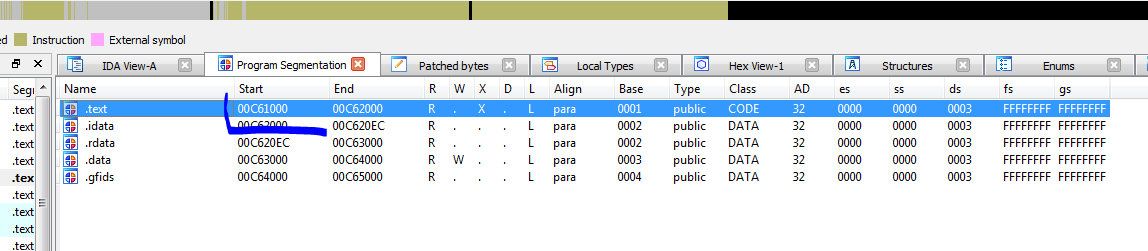 ed Instruction External symbol
IDA View-A Program Segmentation Patched bytes Local Types Hex View-1 Structures Enums
Segi Name Start End R W X D L Align Base Type Class AD es ss ds fs gs
.text .text 00C61000 00C62000 R . X . L para 0001 public CODE 32 0000 0000 0003 FFFFFFFF FFFFFFFF
.text .idata 00C62000 00C620EC R . . . L para 0002 public DATA 32 0000 0000 0003 FFFFFFFF FFFFFFFF
.text .rdata 00C620EC 00C63000 R . . . L para 0002 public DATA 32 0000 0000 0003 FFFFFFFF FFFFFFFF
.text .data 00C63000 00C64000 R W . . L para 0003 public DATA 32 0000 0000 0003 FFFFFFFF FFFFFFFF
.tex .gfids 00C64000 00C65000 R . . . L para 0004 public DATA 32 0000 0000 0003 FFFFFFFF FFFFFFFF
.text
.text
.text
.text